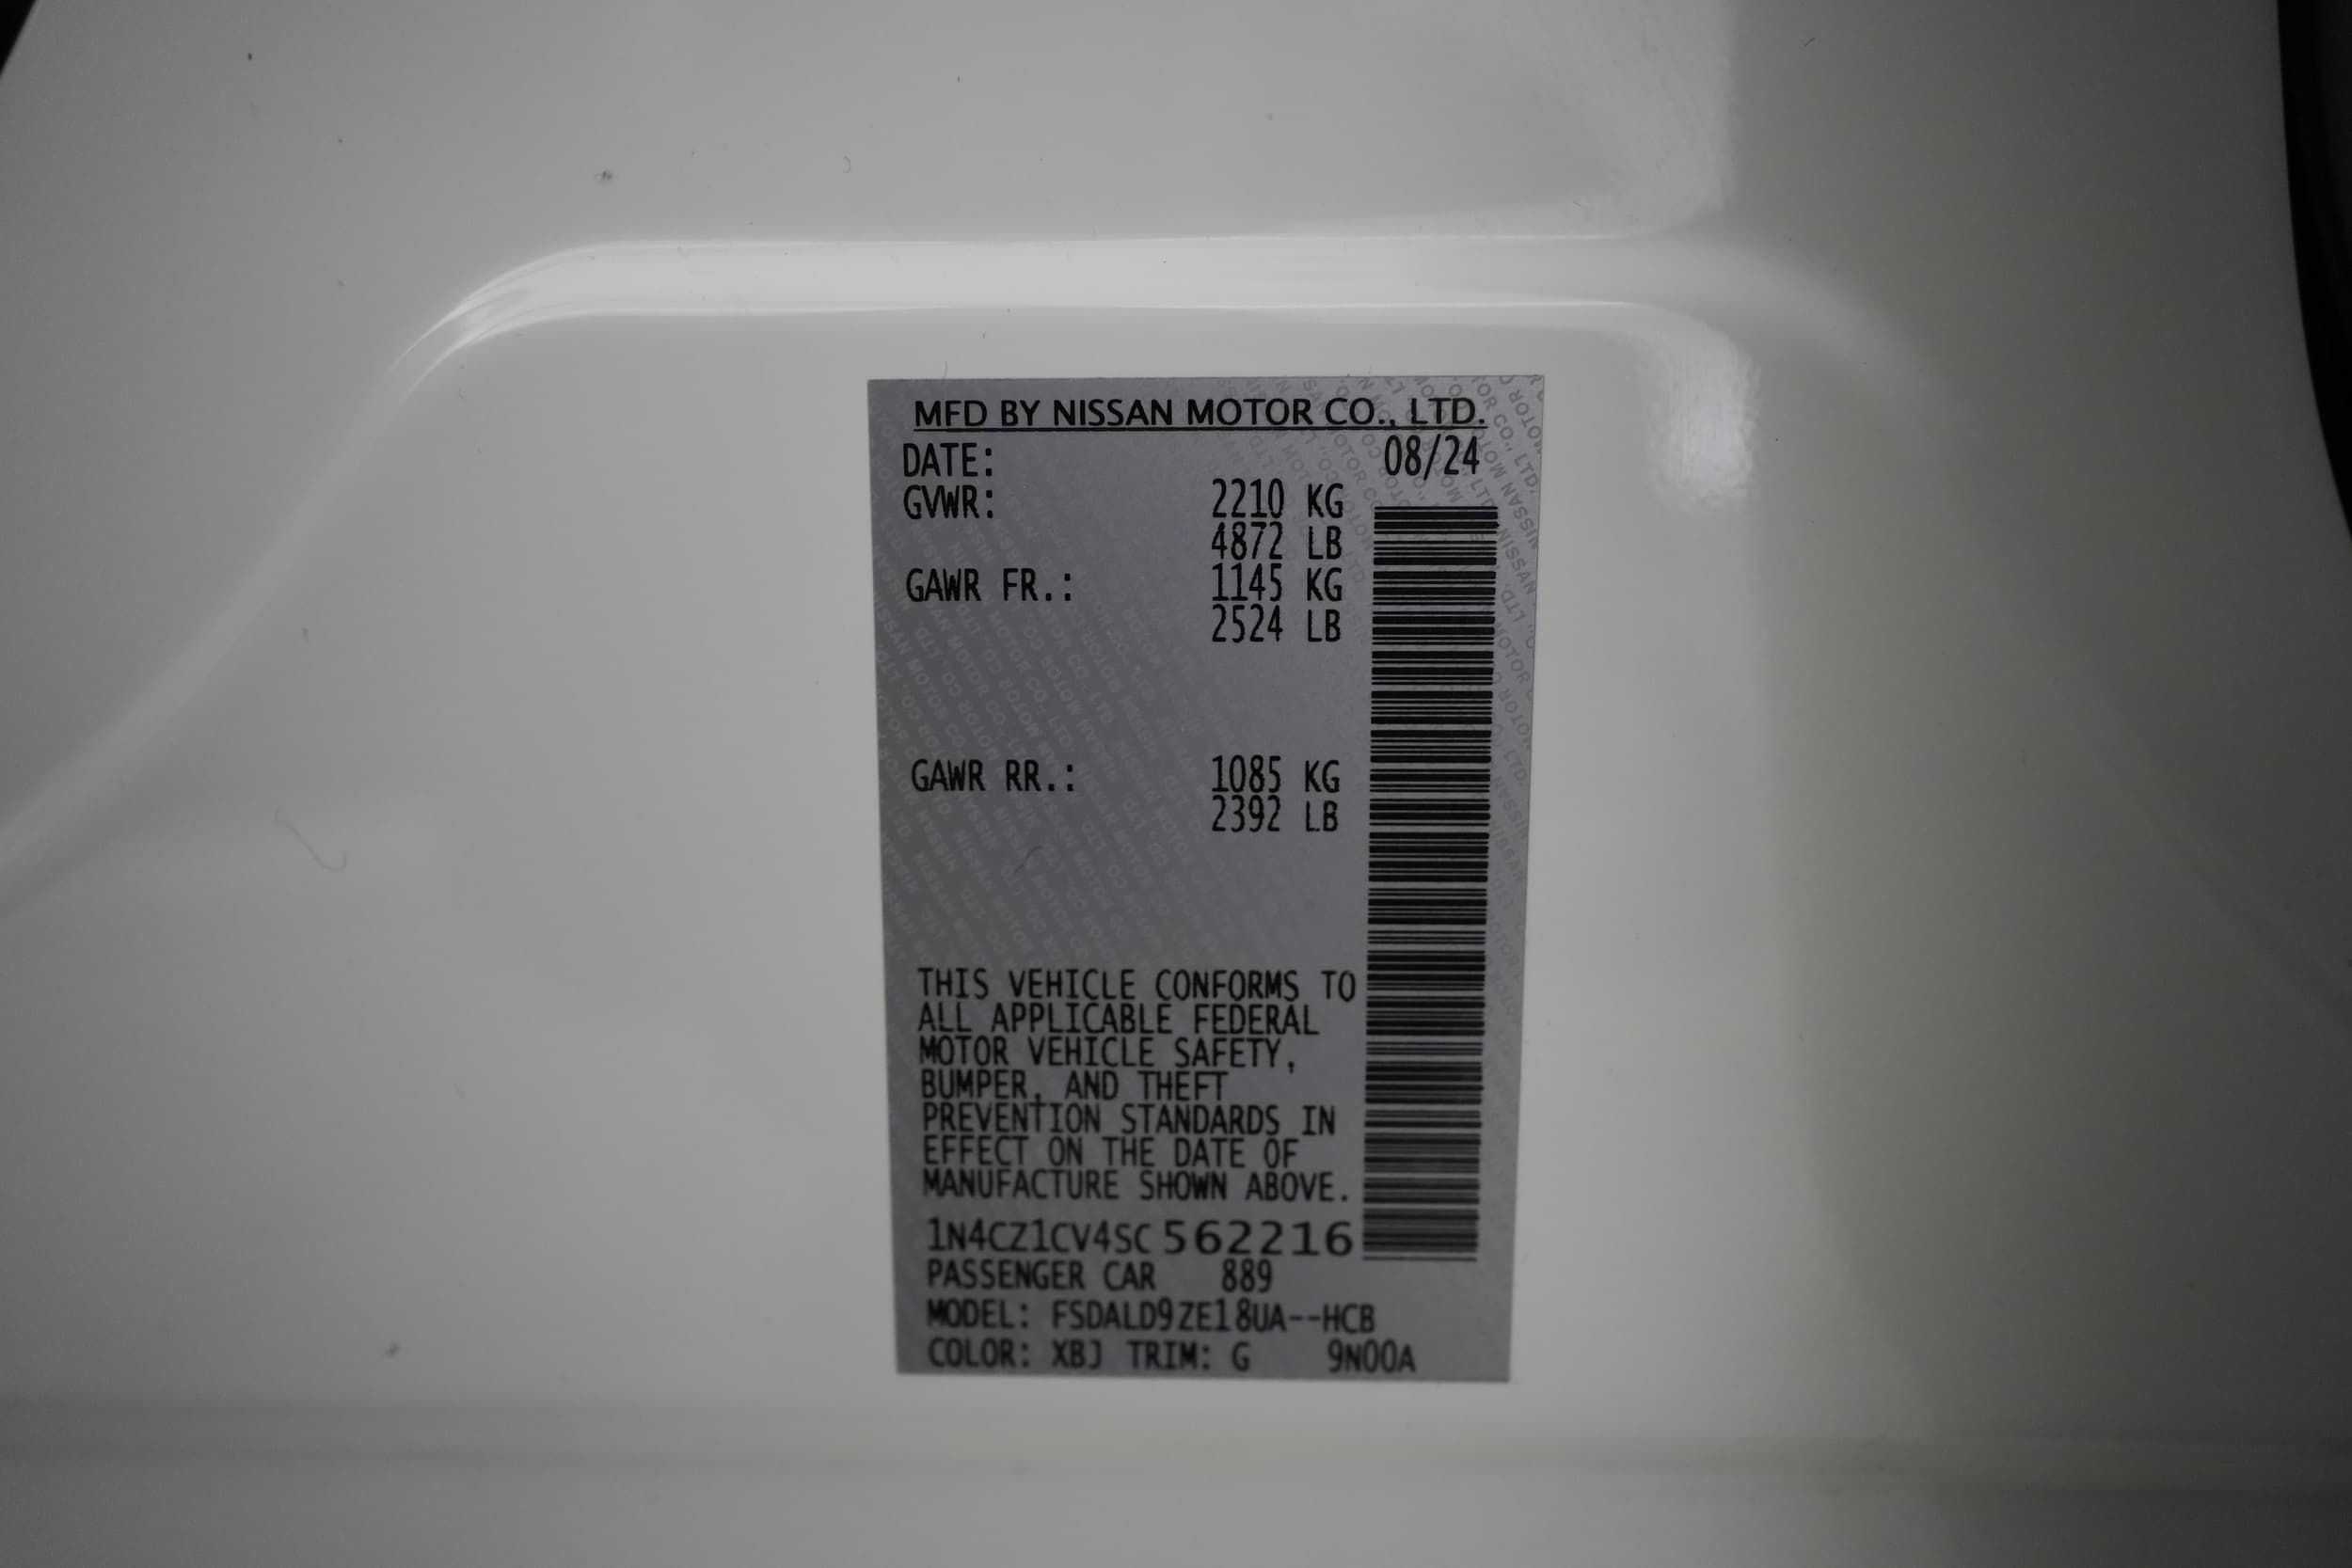 MFD BY NISSAN MOTOR CO., LTD.
DATE: 08/24
GVWR: 2210 KG
4872 LB
GAWR FR.: 1145 KG
2524 LB
GAWR RR.: 1085 KG
2392 LB
THIS VEHICLE CONFORMS TO
ALL APPLICABLE FEDERAL
MOTOR VEHICLE SAFETY,
BUMPER, AND THEFT
PREVENTION STANDARDS IN
EFFECT ON THE DATE OF
MANUFACTURE SHOWN ABOVE.
1N4CZ1CV4SC562216
PASSENGER CAR 889
MODEL: FSDALD9ZE18UA--HCB
COLOR: XBJ TRIM: G 9N00A